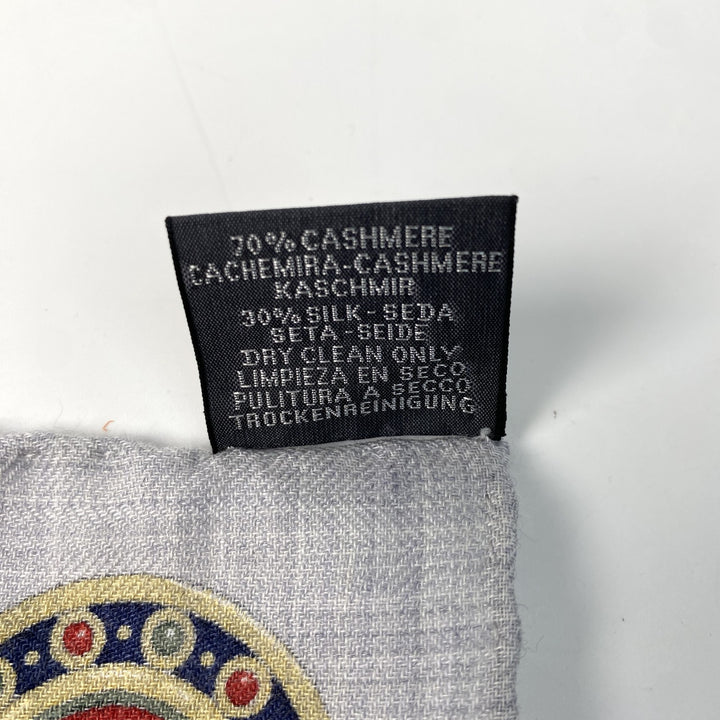 70% CASHMERE
CACHEMIRA-CASHMERE
KASCHMIR
30% SILK-SEDA
SETA-SEIDE
DRY CLEAN ONLY
LIMPIEZA EN SECO
PULITURA A SECCO
TROCKENREINIGUNG